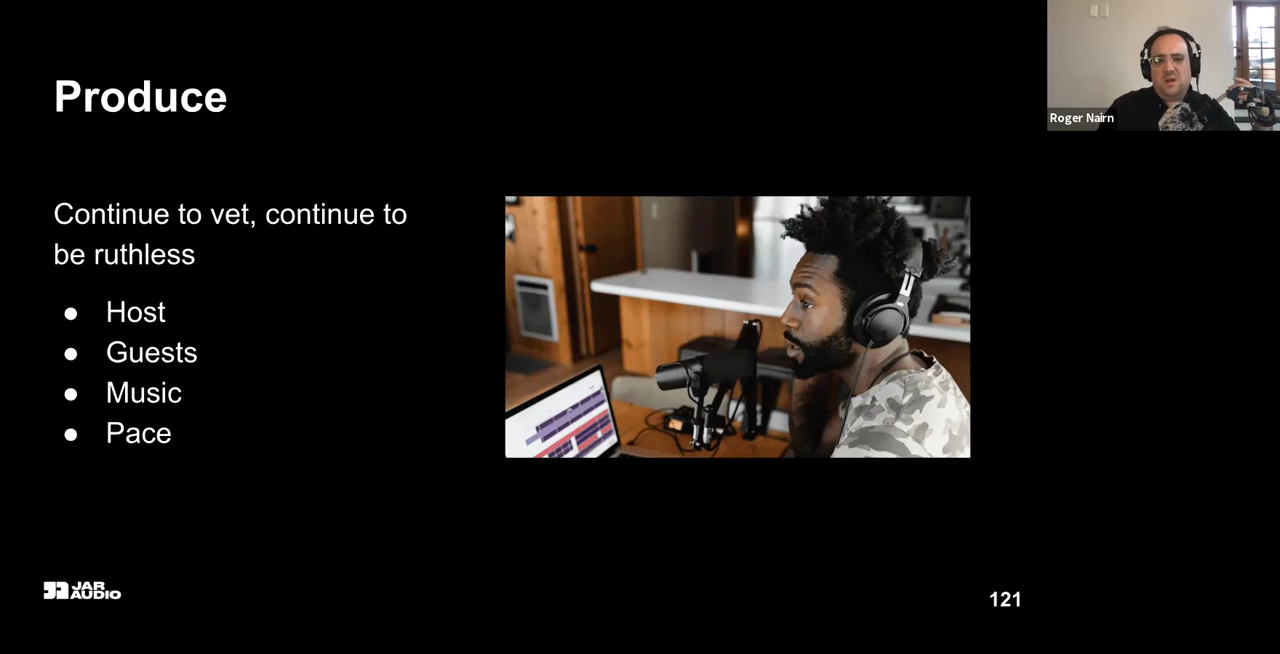 Produce
Roger Nairn
Continue to vet, continue to
be ruthless
● Host
● Guests
● Music
● Pace
JAR
AUDIO
121